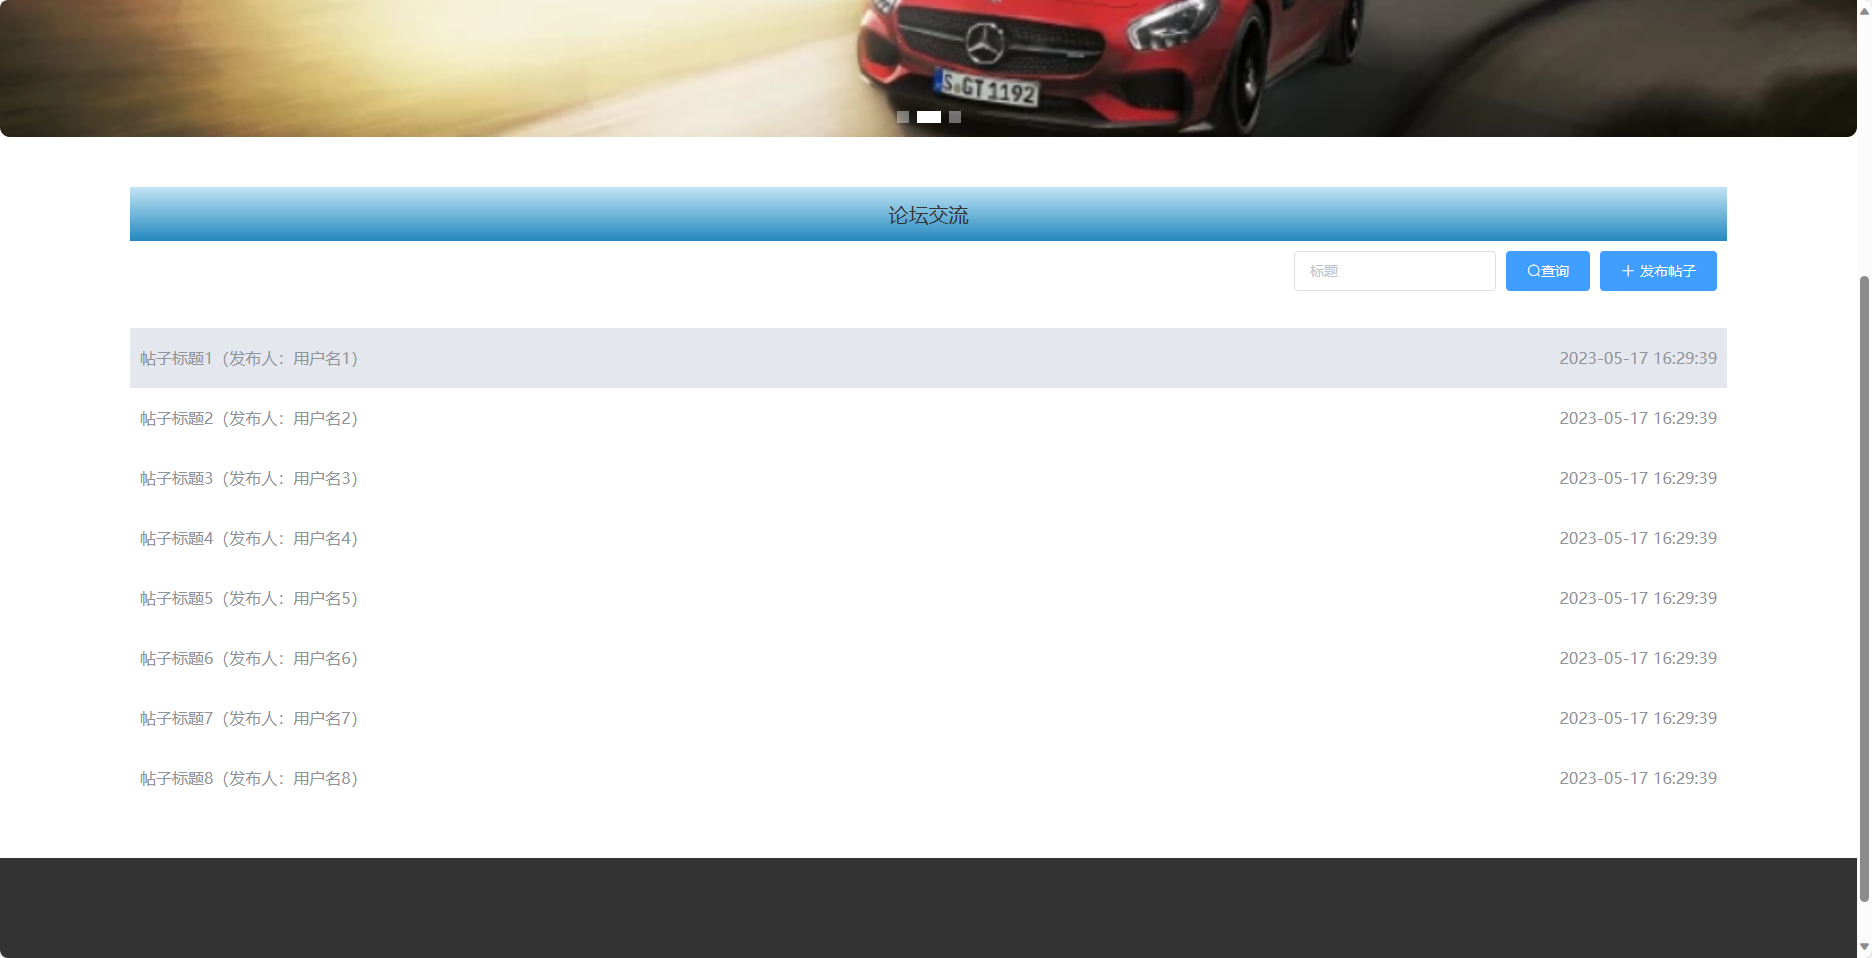 S GT 1192
论坛交流
标题
查询
发布帖子
帖子标题1（发布人：用户名1） 2023-05-17 16:29:39
帖子标题2（发布人：用户名2） 2023-05-17 16:29:39
帖子标题3（发布人：用户名3） 2023-05-17 16:29:39
帖子标题4（发布人：用户名4） 2023-05-17 16:29:39
帖子标题5（发布人：用户名5） 2023-05-17 16:29:39
帖子标题6（发布人：用户名6） 2023-05-17 16:29:39
帖子标题7（发布人：用户名7） 2023-05-17 16:29:39
帖子标题8（发布人：用户名8） 2023-05-17 16:29:39